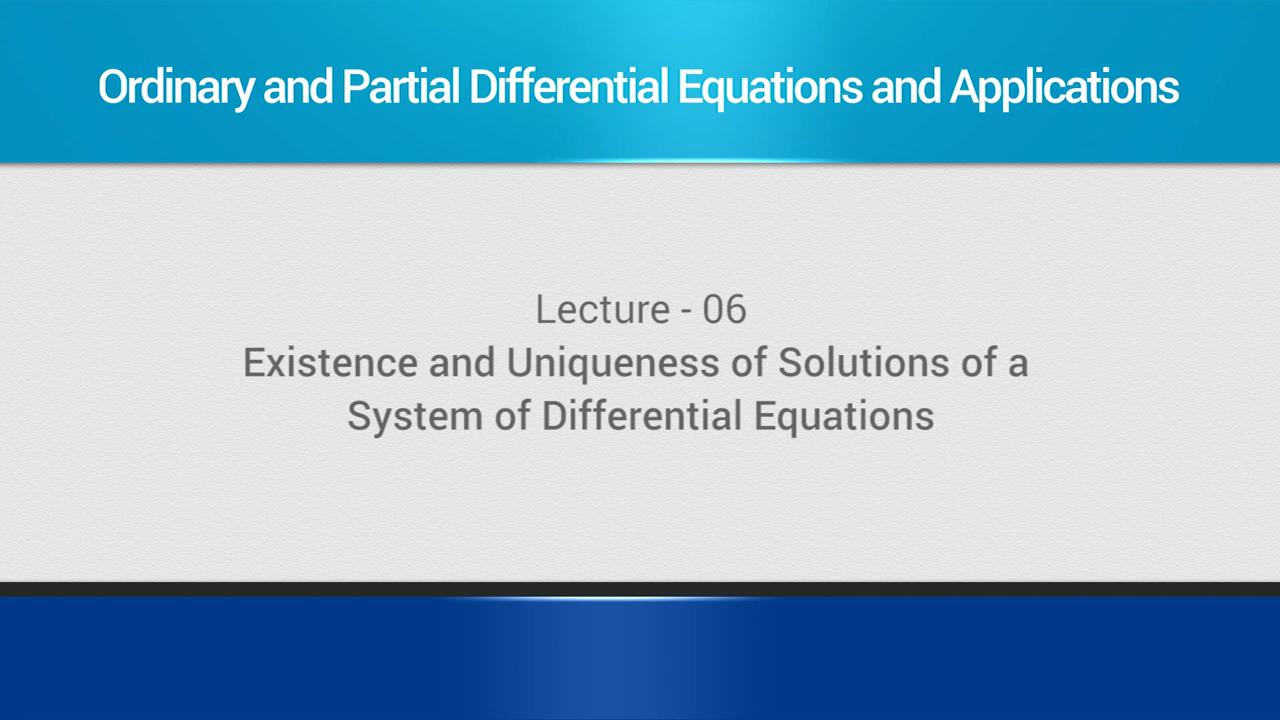 Ordinary and Partial Differential Equations and Applications
Lecture - 06
Existence and Uniqueness of Solutions of a
System of Differential Equations